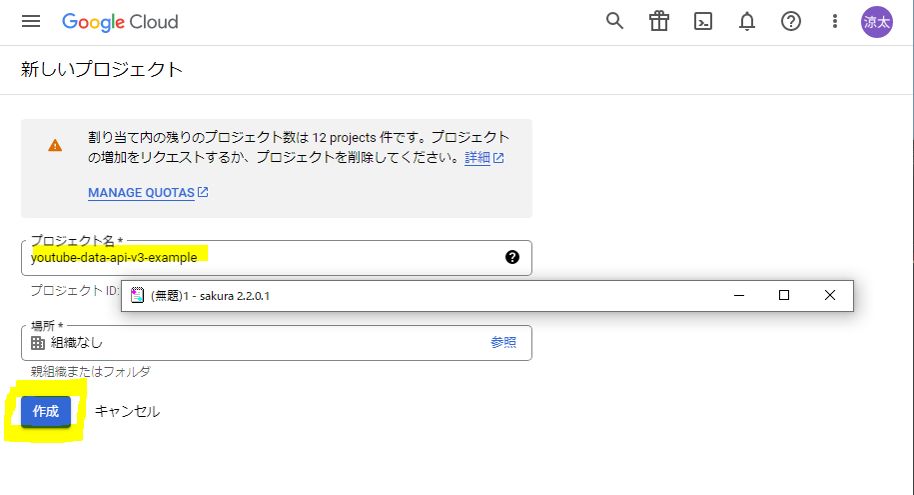 Google Cloud
涼太
新しいプロジェクト
割り当て内の残りのプロジェクト数は 12 projects 件です。プロジェクト
の増加をリクエストするか、プロジェクトを削除してください。詳細
MANAGE QUOTAS
プロジェクト名 *
youtube-data-api-v3-example
プロジェクト ID:
(無題)1 - sakura 2.2.0.1
場所 *
組織なし
参照
親組織またはフォルダ
作成
キャンセル